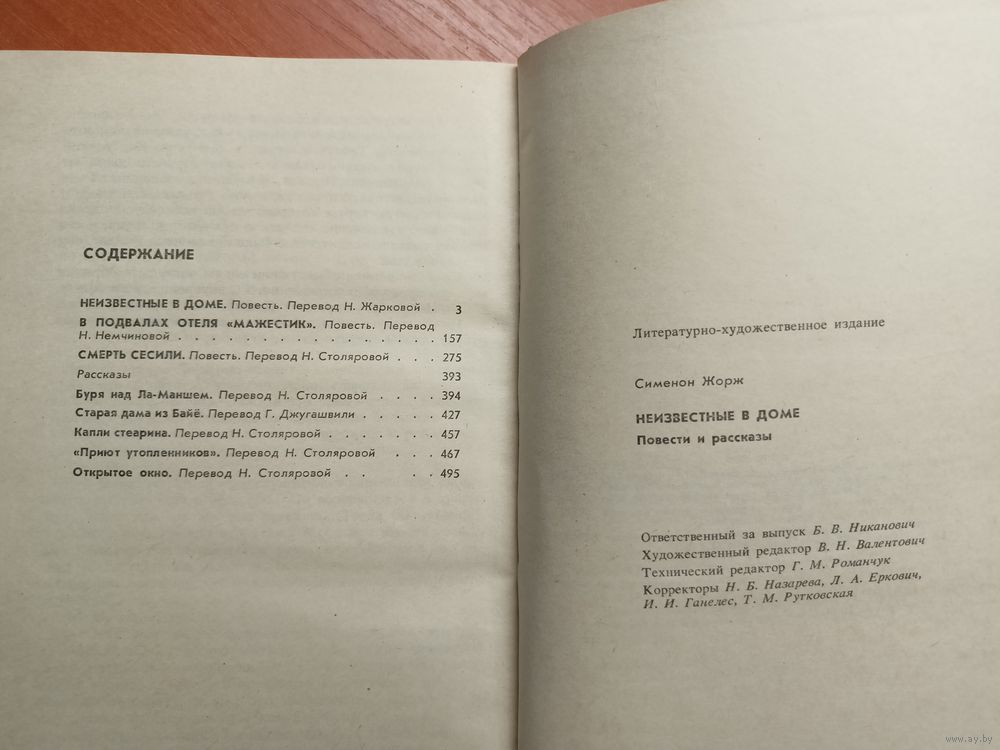 СОДЕРЖАНИЕ
НЕИЗВЕСТНЫЕ В ДОМЕ. Повесть. Перевод Н. Жарковой . 3
В ПОДВАЛАХ ОТЕЛЯ «МАЖЕСТИК». Повесть. Перевод
Н. Немчиновой . . . . . . . . . . . . . . . . 157
СМЕРТЬ СЕСИЛИ. Повесть. Перевод Н. Столяровой . . . 275
Рассказы 393
Буря над Ла-Маншем. Перевод Н. Столяровой . . . . 394
Старая дама из Байё. Перевод Г. Джугашвили . . . . . 427
Капли стеарина. Перевод Н. Столяровой . . . . . . . 457
«Приют утопленников». Перевод Н. Столяровой . . . 467
Открытое окно. Перевод Н. Столяровой . . . . 495
Литературно-художественное издание
Сименон Жорж
НЕИЗВЕСТНЫЕ В ДОМЕ
Повести и рассказы
Ответственный за выпуск Б. В. Никанович
Художественный редактор В. Н. Валентович
Технический редактор Г. М. Романчук
Корректоры Н. Б. Назарева, Л. А. Еркович,
И. И. Ганелес, Т. М. Рутковская
www.ay.by